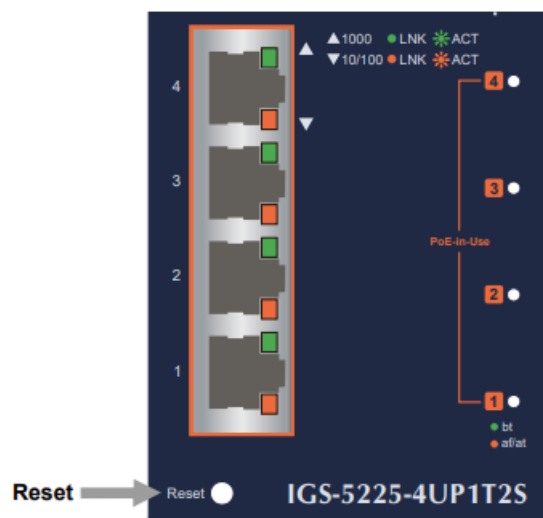 ▲1000 LNK ACT
▼10/100 LNK ACT
4
4
3
3
PoE-in-Use
2
2
1
1
bt
af/at
Reset
Reset
IGS-5225-4UP1T2S